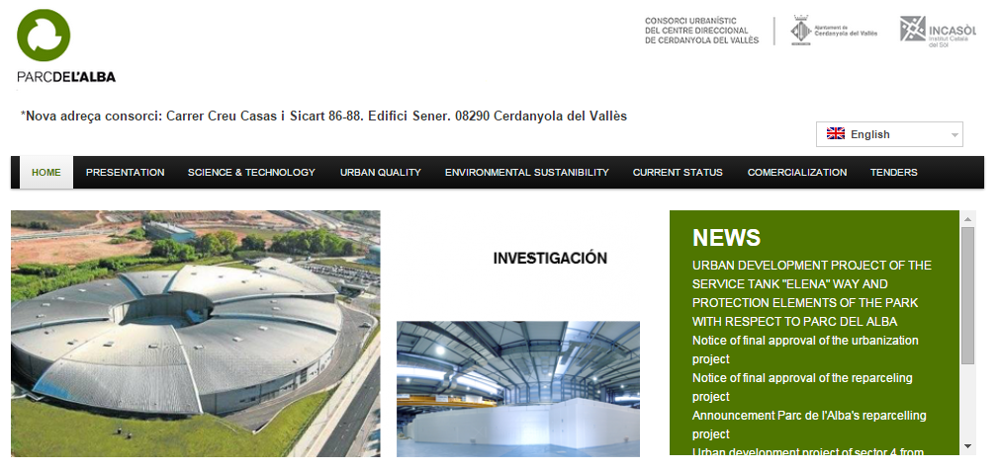 PARCDEL'ALBA
CONSORCI URBANÍSTIC
DEL CENTRE DIRECCIONAL
DE CERDANYOLA DEL VALLÈS
Ajuntament de
Cerdanyola del Vallès
INCASÒL
Institut Català
del Sòl
*Nova adreça consorci: Carrer Creu Casas i Sicart 86-88. Edifici Sener. 08290 Cerdanyola del Vallès
English
HOME PRESENTATION SCIENCE & TECHNOLOGY URBAN QUALITY ENVIRONMENTAL SUSTANIBILITY CURRENT STATUS COMERCIALIZATION TENDERS
INVESTIGACIÓN
NEWS
URBAN DEVELOPMENT PROJECT OF THE
SERVICE TANK "ELENA" WAY AND
PROTECTION ELEMENTS OF THE PARK
WITH RESPECT TO PARC DEL ALBA
Notice of final approval of the urbanization
project
Notice of final approval of the reparceling
project
Announcement Parc de l'Alba's reparcelling
project
Urban development project of sector 4 from